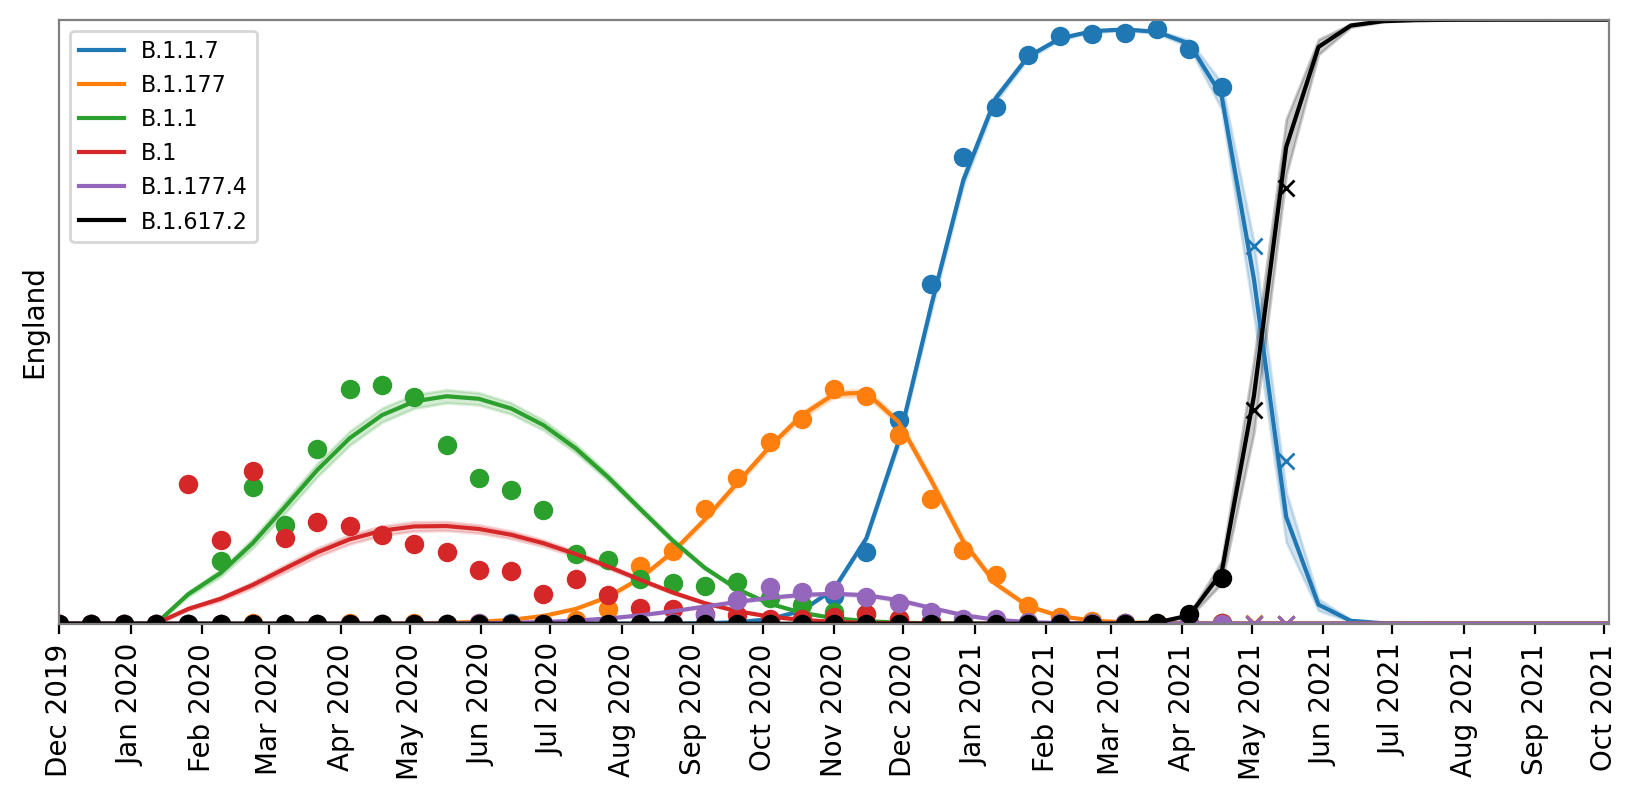 B.1.1.7
B.1.177
B.1.1
B.1
B.1.177.4
B.1.617.2
England
Dec 2019
Jan 2020
Feb 2020
Mar 2020
Apr 2020
May 2020
Jun 2020
Jul 2020
Aug 2020
Sep 2020
Oct 2020
Nov 2020
Dec 2020
Jan 2021
Feb 2021
Mar 2021
Apr 2021
May 2021
Jun 2021
Jul 2021
Aug 2021
Sep 2021
Oct 2021